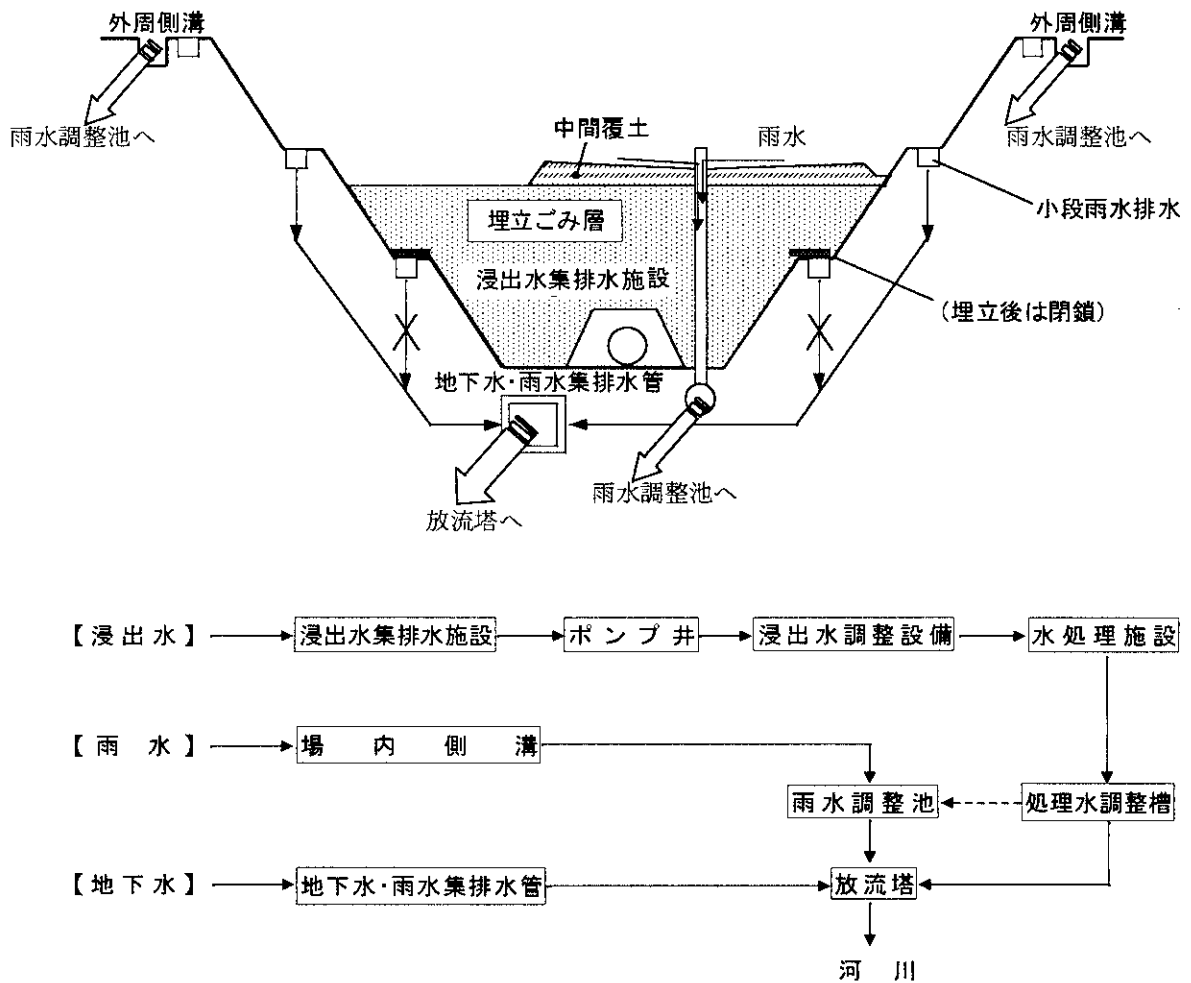 外周側溝
外周側溝
雨水調整池へ
中間覆土
雨水
雨水調整池へ
埋立ごみ層
小段雨水排水
浸出水集排水施設
(埋立後は閉鎖)
地下水・雨水集排水管
雨水調整池へ
放流塔へ
【浸出水】 浸出水集排水施設 ポンプ井 浸出水調整設備 水処理施設
【雨 水】 場内側溝
雨水調整池 処理水調整槽
【地下水】 地下水・雨水集排水管 放流塔
河 川